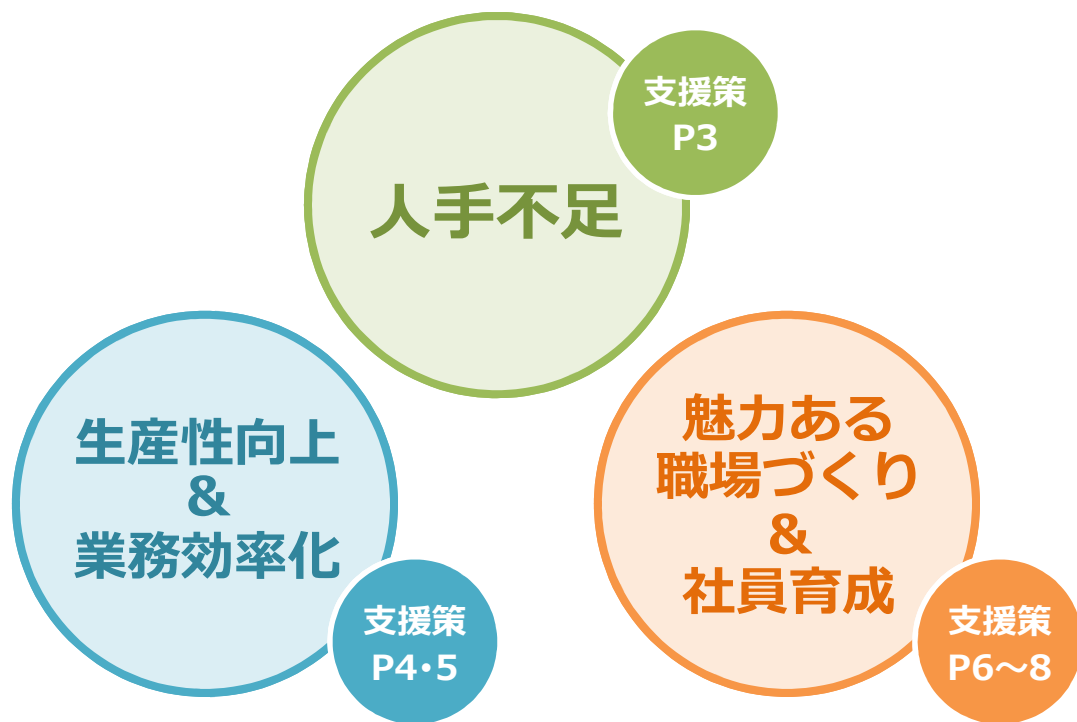 支援策
P3
人手不足
生産性向上
&
業務効率化
支援策
P4・5
魅力ある
職場づくり
&
社員育成
支援策
P6～8